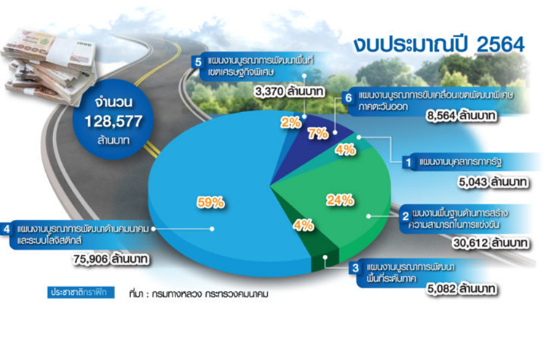 งบประมาณปี 2564
จำนวน
128,577
ล้านบาท
5 แผนงานบูรณาการพัฒนาพื้นที่
เขตเศรษฐกิจพิเศษ
3,370 ล้านบาท
6 แผนงานบูรณาการขับเคลื่อนเขตพัฒนาพิเศษ
ภาคตะวันออก
8,564 ล้านบาท
2%
7%
4%
1 แผนงานบุคลากรภาครัฐ
5,043 ล้านบาท
59%
24%
4%
2 แผนงานพื้นฐานด้านการสร้าง
ความสามารถในการแข่งขัน
30,612 ล้านบาท
4 แผนงานบูรณาการพัฒนาด้านคมนาคม
และระบบโลจิสติกส์
75,906 ล้านบาท
3 แผนงานบูรณาการพัฒนา
พื้นที่ระดับภาค
5,082 ล้านบาท
ประชาชาติกราฟิก
ที่มา : กรมทางหลวง กระทรวงคมนาคม